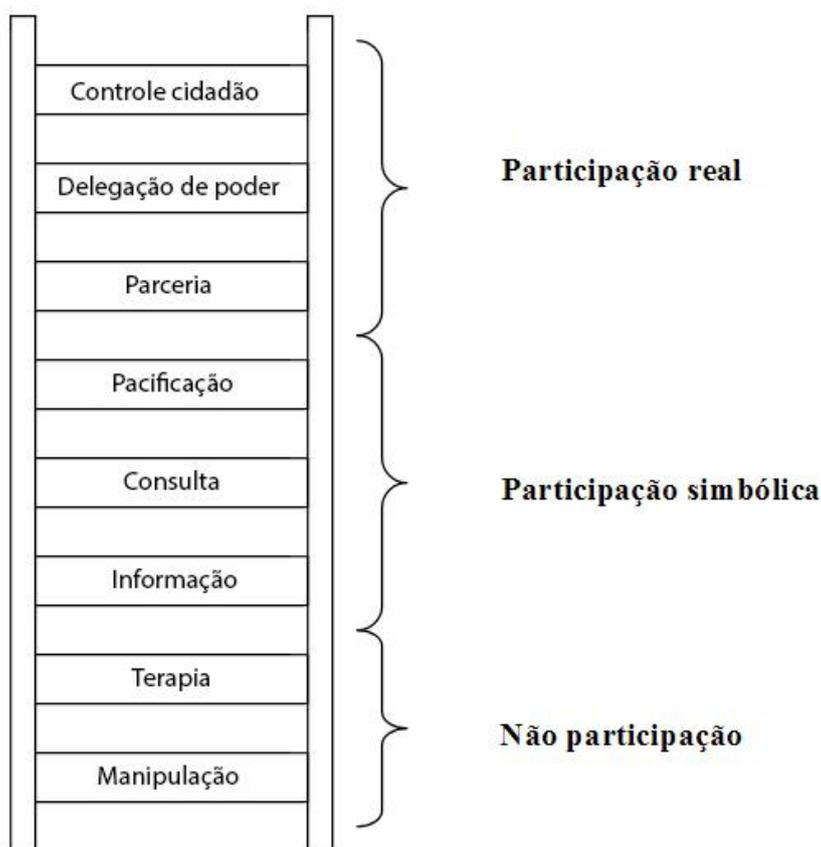 Controle cidadão
Delegação de poder
Participação real
Parceria
Pacificação
Consulta
Participação simbólica
Informação
Terapia
Não participação
Manipulação